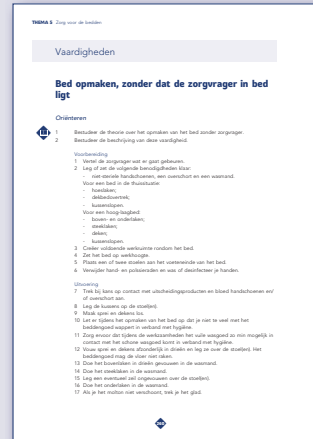 THEMA 5 Zorg voor de bedden
Vaardigheden
Bed opmaken, zonder dat de zorgvrager in bed
ligt
Oriënteren
1 Bestudeer de theorie over het opmaken van het bed zonder zorgvrager.
2 Bestudeer de beschrijving van deze vaardigheid.
Voorbereiding
1 Vertel de zorgvrager wat er gaat gebeuren.
2 Leg of zet de volgende benodigdheden klaar:
- niet-steriele handschoenen, een overschort en een wasmand.
Voor een bed in de thuissituatie:
- hoeslaken;
- dekbedovertrek;
- kussenslopen.
Voor een hoog-laagbed:
- boven- en onderlaken;
- steeklaken;
- deken;
- kussenslopen.
3 Creëer voldoende werkruimte rondom het bed.
4 Zet het bed op werkhoogte.
5 Plaats een of twee stoelen aan het voeteneinde van het bed.
6 Verwijder hand- en polssieraden en was of desinfecteer je handen.
Uitvoering
7 Trek bij kans op contact met uitscheidingsproducten en bloed handschoenen en/
of overschort aan.
8 Leg de kussens op de stoel(en).
9 Maak sprei en dekens los.
10 Let er tijdens het opmaken van het bed op dat je niet te veel met het
beddengoed wappert in verband met hygiëne.
11 Zorg ervoor dat tijdens de werkzaamheden het vuile wasgoed zo min mogelijk in
contact met het schone wasgoed komt in verband met hygiëne.
12 Vouw sprei en dekens afzonderlijk in drieën en leg ze over de stoel(en). Het
beddengoed mag de vloer niet raken.
13 Doe het bovenlaken in drieën gevouwen in de wasmand.
14 Doe het steeklaken in de wasmand.
15 Leg een eventueel zeil ongevouwen over de stoel(en).
16 Doe het onderlaken in de wasmand.
17 Als je het molton niet verschoont, trek je het glad.